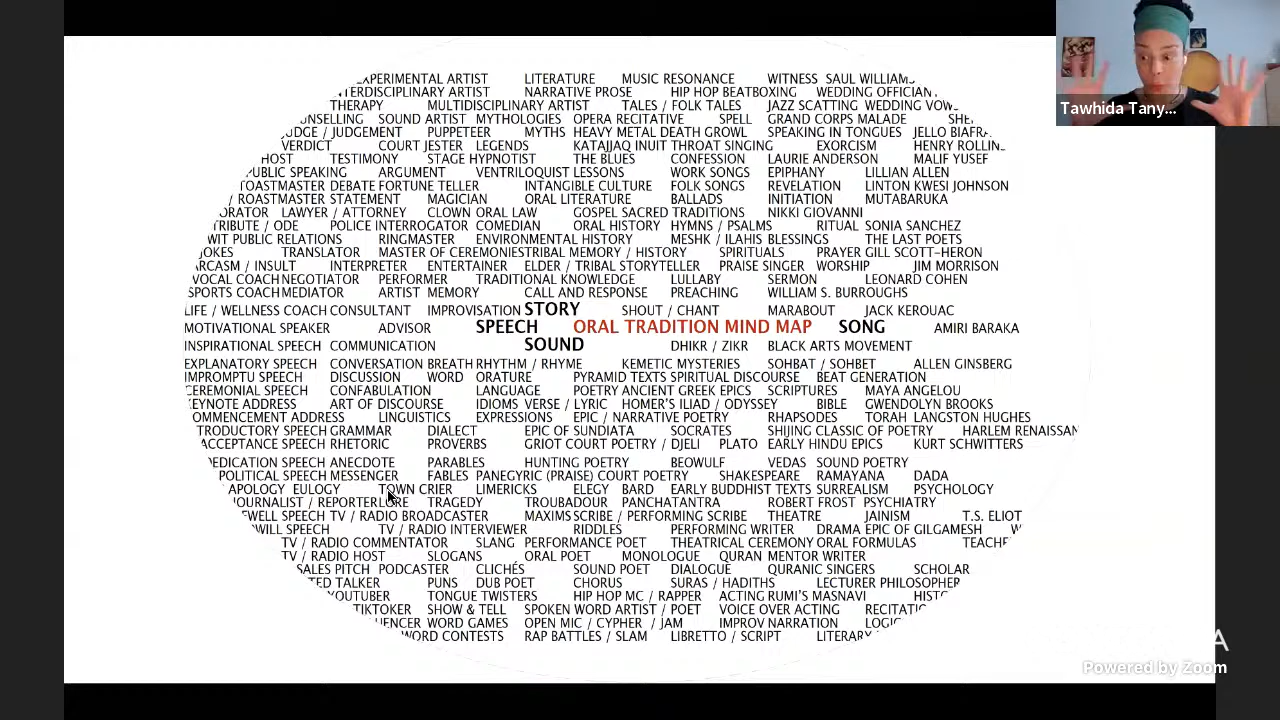 EXPERIMENTAL ARTIST LITERATURE MUSIC RESONANCE WITNESS SAUL WILLIAMS
INTERDISCIPLINARY ARTIST NARRATIVE PROSE HIP HOP BEATBOXING WEDDING OFFICIANT
THERAPY MULTIDISCIPLINARY ARTIST TALES / FOLK TALES JAZZ SCATTING WEDDING VOWS
UNSELLING SOUND ARTIST MYTHOLOGIES OPERA RECITATIVE SPELL GRAND CORPS MALADE SHE
JUDGE / JUDGEMENT PUPPETEER MYTHS HEAVY METAL DEATH GROWL SPEAKING IN TONGUES JELLO BIAFRA
VERDICT COURT JESTER LEGENDS KATAJJAQ INUIT THROAT SINGING EXORCISM HENRY ROLLINS
HOST TESTIMONY STAGE HYPNOTIST THE BLUES CONFESSION LAURIE ANDERSON MALIF YUSEF
PUBLIC SPEAKING ARGUMENT VENTRILOQUIST LESSONS WORK SONGS EPIPHANY LILLIAN ALLEN
TOASTMASTER DEBATE FORTUNE TELLER INTANGIBLE CULTURE FOLK SONGS REVELATION LINTON KWESI JOHNSON
/ ROASTMASTER STATEMENT MAGICIAN ORAL LITERATURE BALLADS INITIATION MUTABARUKA
ORATOR LAWYER / ATTORNEY CLOWN ORAL LAW GOSPEL SACRED TRADITIONS NIKKI GIOVANNI
TRIBUTE / ODE POLICE INTERROGATOR COMEDIAN ORAL HISTORY HYMNS / PSALMS RITUAL SONIA SANCHEZ
WIT PUBLIC RELATIONS RINGMASTER ENVIRONMENTAL HISTORY MESHK / ILAHIS BLESSINGS THE LAST POETS
JOKES TRANSLATOR MASTER OF CEREMONIES TRIBAL MEMORY / HISTORY SPIRITUALS PRAYER GILL SCOTT-HERON
SARCASM / INSULT INTERPRETER ENTERTAINER ELDER / TRIBAL STORYTELLER PRAISE SINGER WORSHIP JIM MORRISON
VOCAL COACH NEGOTIATOR PERFORMER TRADITIONAL KNOWLEDGE LULLABY SERMON LEONARD COHEN
SPORTS COACH MEDIATOR ARTIST MEMORY CALL AND RESPONSE PREACHING WILLIAM S. BURROUGHS
LIFE / WELLNESS COACH CONSULTANT IMPROVISATION STORY SHOUT / CHANT MARABOUT JACK KEROUAC
MOTIVATIONAL SPEAKER ADVISOR SPEECH ORAL TRADITION MIND MAP SONG AMIRI BARAKA
INSPIRATIONAL SPEECH COMMUNICATION SOUND DHIKR / ZIKR BLACK ARTS MOVEMENT
EXPLANATORY SPEECH CONVERSATION BREATH RHYTHM / RHYME KEMETIC MYSTERIES SOHBAT / SOHBET ALLEN GINSBERG
IMPROMPTU SPEECH DISCUSSION WORD ORATURE PYRAMID TEXTS SPIRITUAL DISCOURSE BEAT GENERATION
CEREMONIAL SPEECH CONFABULATION LANGUAGE POETRY ANCIENT GREEK EPICS SCRIPTURES MAYA ANGELOU
KEYNOTE ADDRESS ART OF DISCOURSE IDIOMS VERSE / LYRIC HOMER'S ILIAD / ODYSSEY BIBLE GWENDOLYN BROOKS
COMMENCEMENT ADDRESS LINGUISTICS EXPRESSIONS EPIC / NARRATIVE POETRY RHAPSODES TORAH LANGSTON HUGHES
TRODUCTORY SPEECH GRAMMAR DIALECT EPIC OF SUNDIATA SOCRATES SHIJING CLASSIC OF POETRY HARLEM RENAISSAN
ACCEPTANCE SPEECH RHETORIC PROVERBS GRIOT COURT POETRY / DJELI PLATO EARLY HINDU EPICS KURT SCHWITTERS
DEDICATION SPEECH ANECDOTE PARABLES HUNTING POETRY BEOWULF VEDAS SOUND POETRY
POLITICAL SPEECH MESSENGER FABLES PANEGYRIC (PRAISE) COURT POETRY SHAKESPEARE RAMAYANA DADA
APOLOGY EULOGY TOWN CRIER LIMERICKS ELEGY BARD EARLY BUDDHIST TEXTS SURREALISM PSYCHOLOGY
JOURNALIST / REPORTER LORE TRAGEDY TROUBADOUR PANCHATANTRA ROBERT FROST PSYCHIATRY
EWELL SPEECH TV / RADIO BROADCASTER MAXIMS SCRIBE / PERFORMING SCRIBE THEATRE JAINISM T.S. ELIOT
WILL SPEECH TV / RADIO INTERVIEWER RIDDLES PERFORMING WRITER DRAMA EPIC OF GILGAMESH
TV / RADIO COMMENTATOR SLANG PERFORMANCE POET THEATRICAL CEREMONY ORAL FORMULAS TEACHE
TV / RADIO HOST SLOGANS ORAL POET MONOLOGUE QURAN MENTOR WRITER
SALES PITCH PODCASTER CLICHÉS SOUND POET DIALOGUE QURANIC SINGERS SCHOLAR
TED TALKER PUNS DUB POET CHORUS SURAS / HADITHS LECTURER PHILOSOPHER
YOUTUBER TONGUE TWISTERS HIP HOP MC / RAPPER ACTING RUMI'S MASNAVI HISTO
TIKTOKER SHOW & TELL SPOKEN WORD ARTIST / POET VOICE OVER ACTING RECITATIO
UENCER WORD GAMES OPEN MIC / CYPHER / JAM IMPROV NARRATION LOGIC
WORD CONTESTS RAP BATTLES / SLAM LIBRETTO / SCRIPT LITERARY
Tawhida Tany...
Powered by Zoom